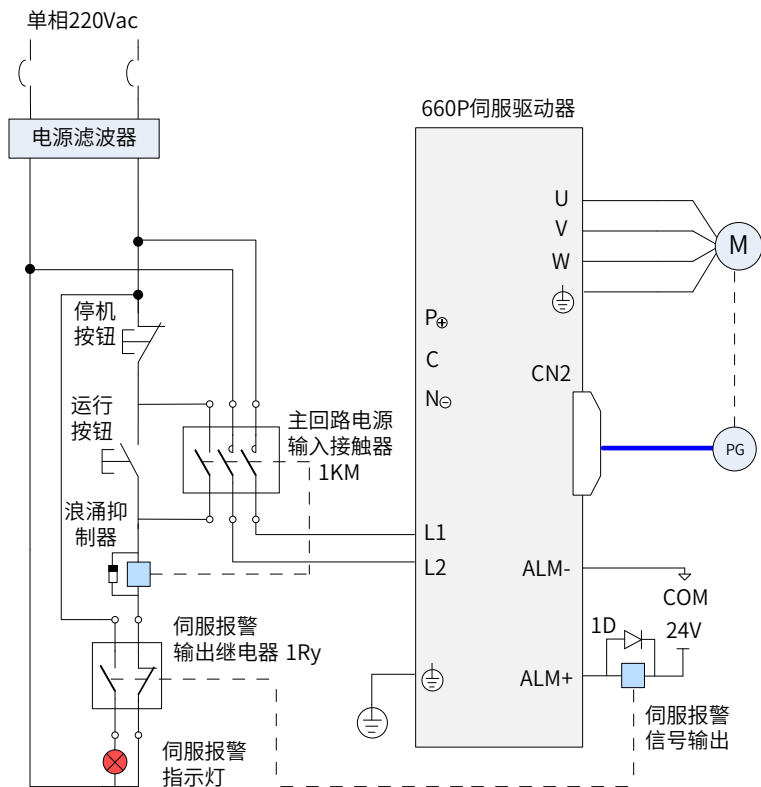 单相220Vac
电源滤波器
660P伺服驱动器
U
V
W
M
停机
按钮
P⊕
C
N⊖
CN2
运行
按钮
主回路电源
输入接触器
1KM
PG
浪涌抑
制器
L1
L2
ALM-
COM
1D
24V
伺服报警
输出继电器 1Ry
ALM+
伺服报警
信号输出
伺服报警
指示灯